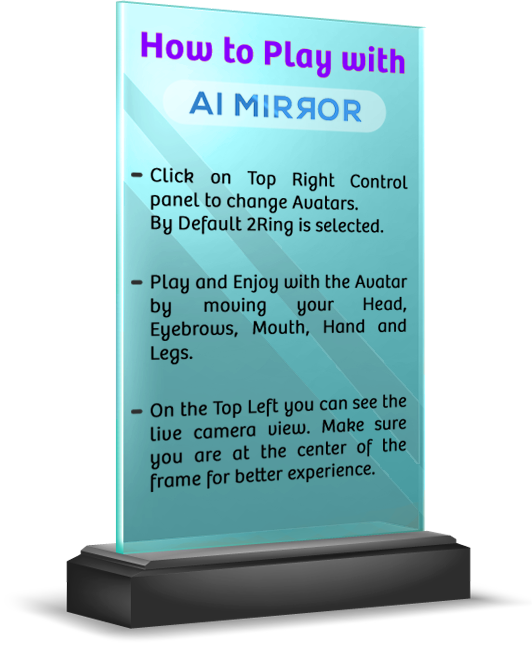 How to Play with
AI MIRЯOR
- Click on Top Right Control
panel to change Avatars.
By Default 2Ring is selected.
- Play and Enjoy with the Avatar
by moving your Head,
Eyebrows, Mouth, Hand and
Legs.
- On the Top Left you can see the
live camera view. Make sure
you are at the center of the
frame for better experience.